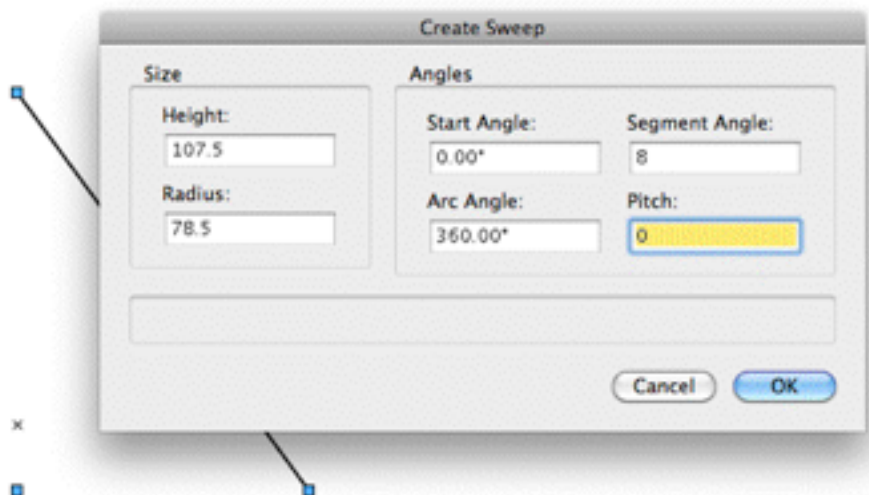 Create Sweep
Size
Height:
107.5
Radius:
78.5
Angles
Start Angle:
0.00°
Segment Angle:
8
Arc Angle:
360.00°
Pitch:
0
Cancel
OK